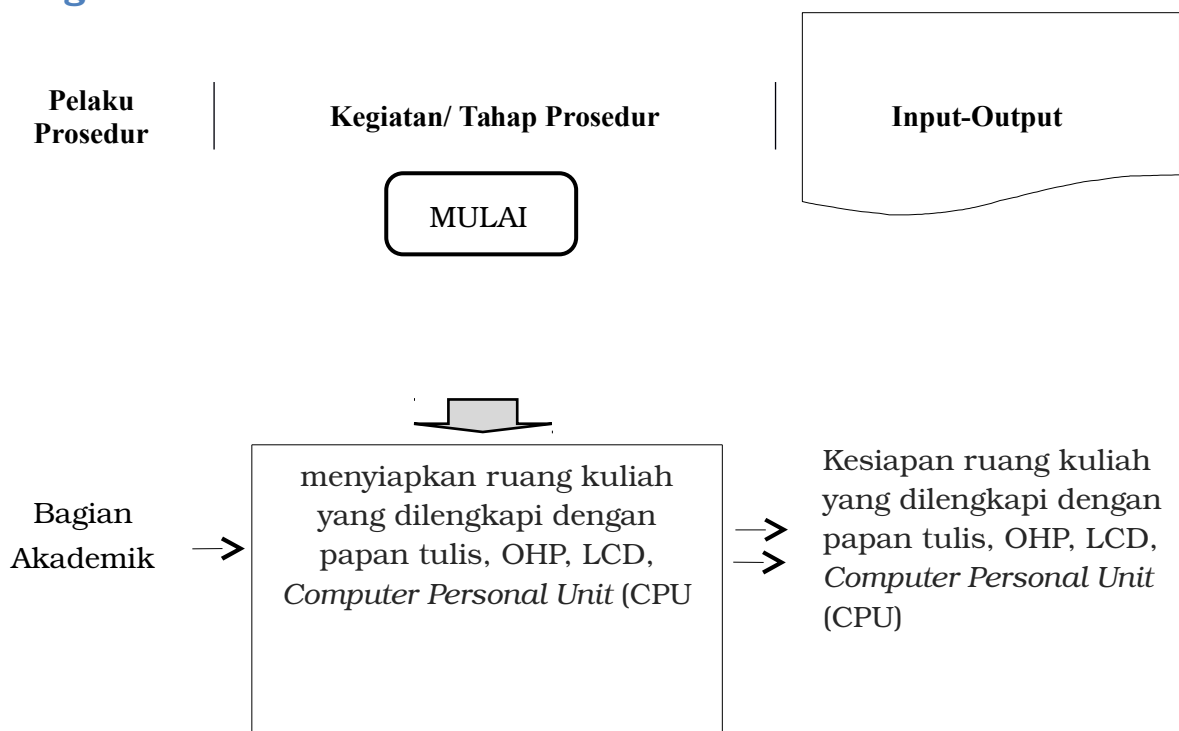 Pelaku
Prosedur
Kegiatan/ Tahap Prosedur
Input-Output
MULAI
Bagian
Akademik
menyiapkan ruang kuliah
yang dilengkapi dengan
papan tulis, OHP, LCD,
Computer Personal Unit (CPU
Kesiapan ruang kuliah
yang dilengkapi dengan
papan tulis, OHP, LCD,
Computer Personal Unit
(CPU)